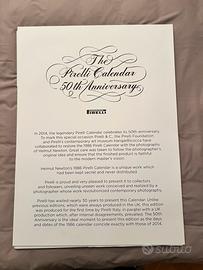 The
Pirelli Calendar
50th Anniversary
PIRELLI
In 2014, the legendary Pirelli Calendar celebrates its 50th anniversary.
To mark this special occasion, the Pirelli Foundation
and Pirelli's contemporary art museum HangarBicocca have
collaborated to restore the 1986 Pirelli Calendar with the photographs
of Helmut Newton. Great care was taken to follow the photographer's
original idea and ensure that the finished product is faithful
to the modern master's vision.
Helmut Newton's 1986 Pirelli Calendar is a unique work which
had been kept secret and never distributed.
Pirelli is proud and very pleased to present it to collectors
and followers, unveiling unseen work conceived and realized by a
photographer whose work revolutionised contemporary photography.
Pirelli has waited nearly 30 years to present this Calendar. Unlike
previous editions, which were always produced in the UK, this edition
was produced for the first time by Pirelli Italy, in parallel with a UK
production which, after internal disagreements, prevailed. The 50th
Anniversary is the ideal moment to present this edition as the days
and dates of the 1986 calendar coincide exactly with those of 2014.
subito